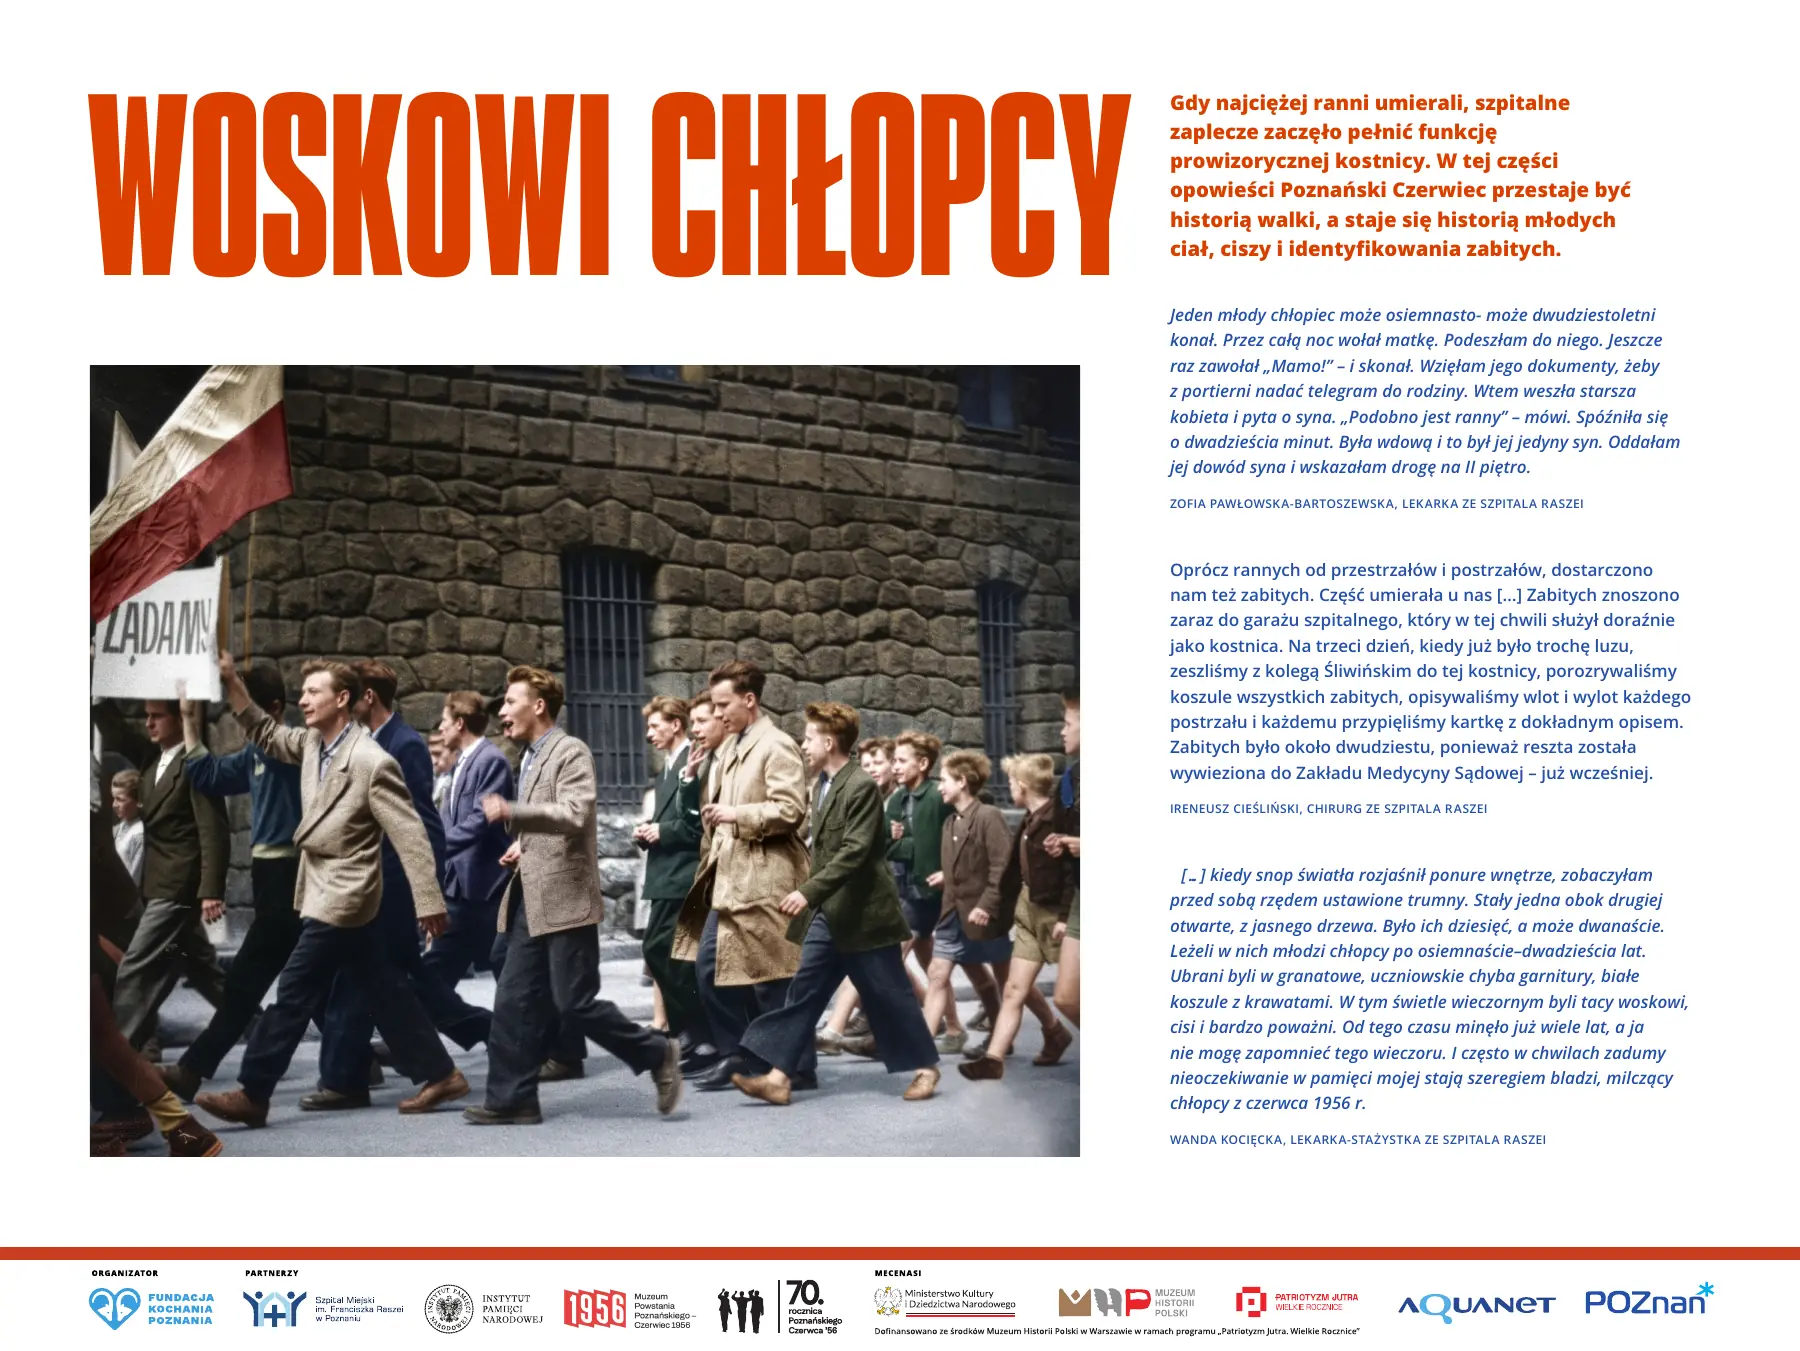 WOSKOWI CHŁOPCY
Gdy najciężej ranni umierali, szpitalne
zaplecze zaczęło pełnić funkcję
prowizorycznej kostnicy. W tej części
opowieści Poznański Czerwiec przestaje być
historią walki, a staje się historią młodych
ciał, ciszy i identyfikowania zabitych.
Jeden młody chłopiec może osiemnasto- może dwudziestoletni
konał. Przez całą noc wołał matkę. Podeszłam do niego. Jeszcze
raz zawołał „Mamo!” – i skonał. Wzięłam jego dokumenty, żeby
z portierni nadać telegram do rodziny. Wtem weszła starsza
kobieta i pyta o syna. „Podobno jest ranny” – mówi. Spóźniła się
o dwadzieścia minut. Była wdową i to był jej jedyny syn. Oddałam
jej dowód syna i wskazałam drogę na II piętro.
ZOFIA PAWŁOWSKA-BARTOSZEWSKA, LEKARKA ZE SZPITALA RASZEI
Oprócz rannych od przestrzałów i postrzałów, dostarczono
nam też zabitych. Część umierała u nas [...] Zabitych znoszono
zaraz do garażu szpitalnego, który w tej chwili służył doraźnie
jako kostnica. Na trzeci dzień, kiedy już było trochę luzu,
zeszliśmy z kolegą Śliwińskim do tej kostnicy, porozrywaliśmy
koszule wszystkich zabitych, opisywaliśmy wlot i wylot każdego
postrzału i każdemu przypięliśmy kartkę z dokładnym opisem.
Zabitych było około dwudziestu, ponieważ reszta została
wywieziona do Zakładu Medycyny Sądowej – już wcześniej.
IRENEUSZ CIEŚLIŃSKI, CHIRURG ZE SZPITALA RASZEI
[...] kiedy snop światła rozjaśnił ponure wnętrze, zobaczyłam
przed sobą rzędem ustawione trumny. Stały jedna obok drugiej
otwarte, z jasnego drzewa. Było ich dziesięć, a może dwanaście.
Leżeli w nich młodzi chłopcy po osiemnaście–dwadzieścia lat.
Ubrani byli w granatowe, uczniowskie chyba garnitury, białe
koszule z krawatami. W tym świetle wieczornym byli tacy woskowi,
cisi i bardzo poważni. Od tego czasu minęło już wiele lat, a ja
nie mogę zapomnieć tego wieczoru. I często w chwilach zadumy
nieoczekiwanie w pamięci mojej stają szeregiem bladzi, milczący
chłopcy z czerwca 1956 r.
WANDA KOCIĘCKA, LEKARKA-STAŻYSTKA ZE SZPITALA RASZEI
ŻĄDAMY
ORGANIZATOR
FUNDACJA
KOCHANIA
POZNANIA
PARTNERZY
Szpital Miejski
im. Franciszka Raszei
w Poznaniu
INSTYTUT PAMIĘCI NARODOWEJ
INSTYTUT
PAMIĘCI
NARODOWEJ
1956
Muzeum
Powstania
Poznańskiego –
Czerwiec 1956
70.
rocznica
Poznańskiego
Czerwca '56
MECENASI
Ministerstwo Kultury
i Dziedzictwa Narodowego
MHP
MUZEUM
HISTORII
POLSKI
PATRIOTYZM JUTRA
WIELKIE ROCZNICE
AQUANET
POZnan*
Dofinansowano ze środków Muzeum Historii Polski w Warszawie w ramach programu „Patriotyzm Jutra. Wielkie Rocznice”